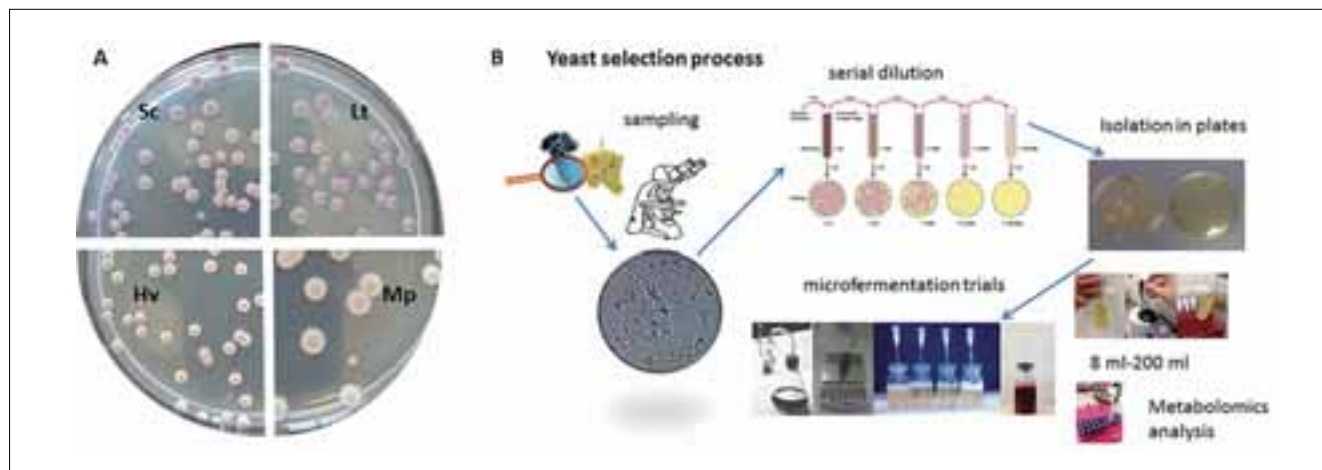 A
Sc
Lt
Hv
Mp
B
Yeast selection process
sampling
serial dilution
Isolation in plates
microfermentation trials
8 ml-200 ml
Metabolomics
analysis